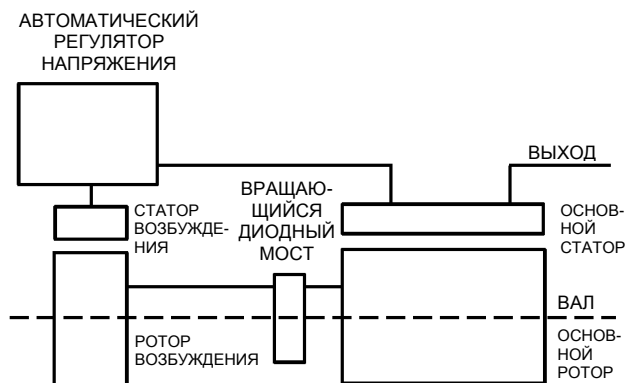 АВТОМАТИЧЕСКИЙ
РЕГУЛЯТОР
НАПРЯЖЕНИЯ
ВЫХОД
ВРАЩАЮ-
ЩИЙСЯ
ДИОДНЫЙ
МОСТ
СТАТОР
ВОЗБУЖДЕ-
НИЯ
ОСНОВ-
НОЙ
СТАТОР
ВАЛ
РОТОР
ВОЗБУЖДЕНИЯ
ОСНОВ-
НОЙ
РОТОР